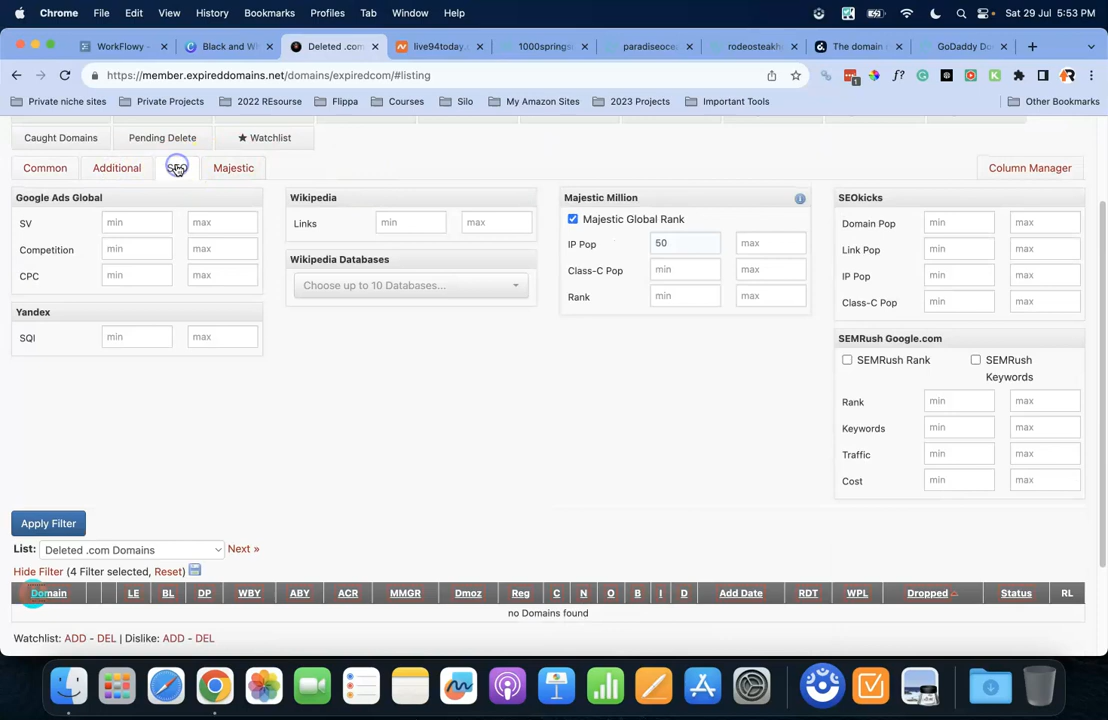 Chrome File Edit View History Bookmarks Profiles Tab Window Help Sat 29 Jul 5:53 PM
WorkFlowy - Black and Wh Deleted .com live94today. 1000springs paradiseoce rodeosteakh The domain GoDaddy Do
https://member.expireddomains.net/domains/expiredcom/#listing
Private niche sites Private Projects 2022 REsourse Flippa Courses Silo My Amazon Sites 2023 Projects Important Tools Other Bookmarks
Caught Domains Pending Delete ★ Watchlist
Common Additional SEO Majestic Column Manager
Google Ads Global
SV min max
Competition min max
CPC min max
Yandex
SQI min max
Wikipedia
Links min max
Wikipedia Databases
Choose up to 10 Databases...
Majestic Million
Majestic Global Rank
IP Pop 50 max
Class-C Pop min max
Rank min max
SEOkicks
Domain Pop min max
Link Pop min max
IP Pop min max
Class-C Pop min max
SEMRush Google.com
SEMRush Rank SEMRush Keywords
Rank min max
Keywords min max
Traffic min max
Cost min max
Apply Filter
List: Deleted .com Domains Next »
Hide Filter (4 Filter selected, Reset)
Domain LE BL DP WBY ABY ACR MMGR Dmoz Reg C N O B I D Add Date RDT WPL Dropped Status RL
no Domains found
Watchlist: ADD - DEL | Dislike: ADD - DEL